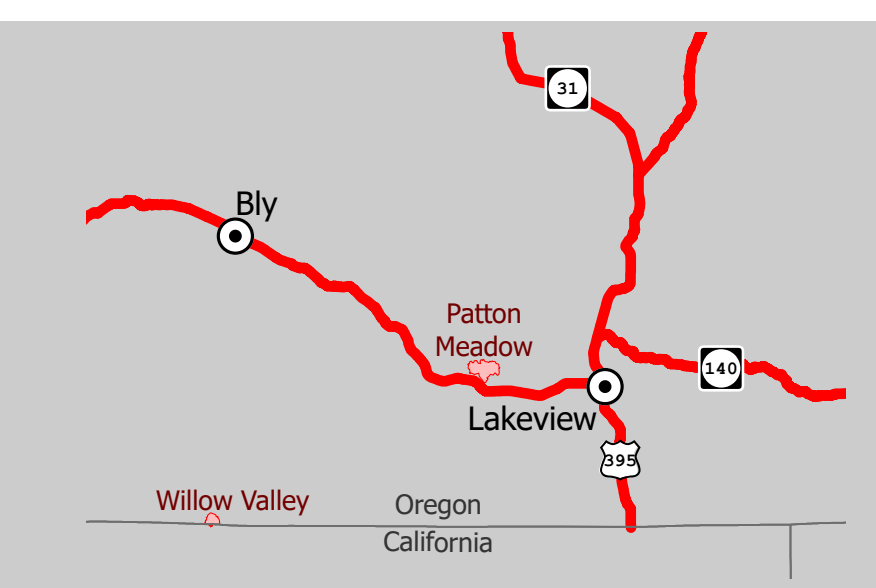 31
Bly
Patton
Meadow
140
Lakeview
395
Willow Valley
Oregon
California